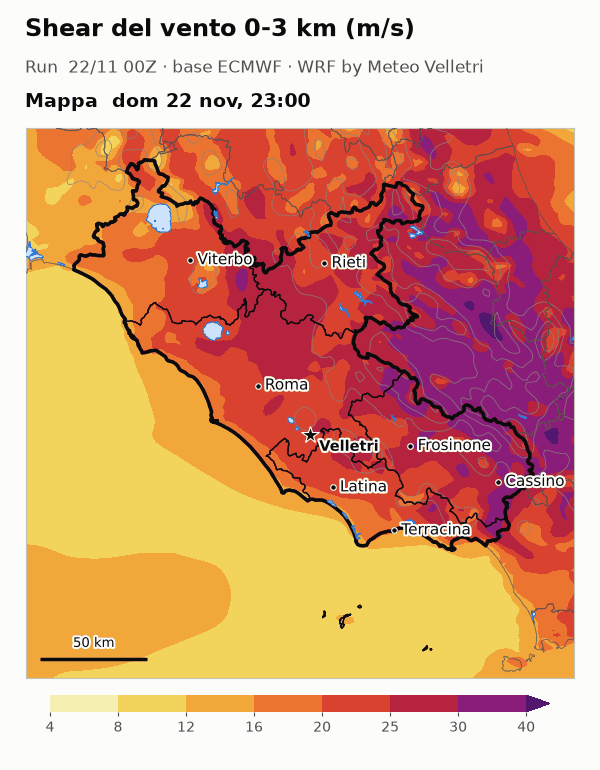 Shear del vento 0-3 km (m/s)
Run  22/11 00Z · base ECMWF · WRF by Meteo Velletri
Mappa  dom 22 nov, 23:00
Viterbo
Rieti
Roma
Velletri
Frosinone
Cassino
Latina
Terracina
50 km
4 8 12 16 20 25 30 40